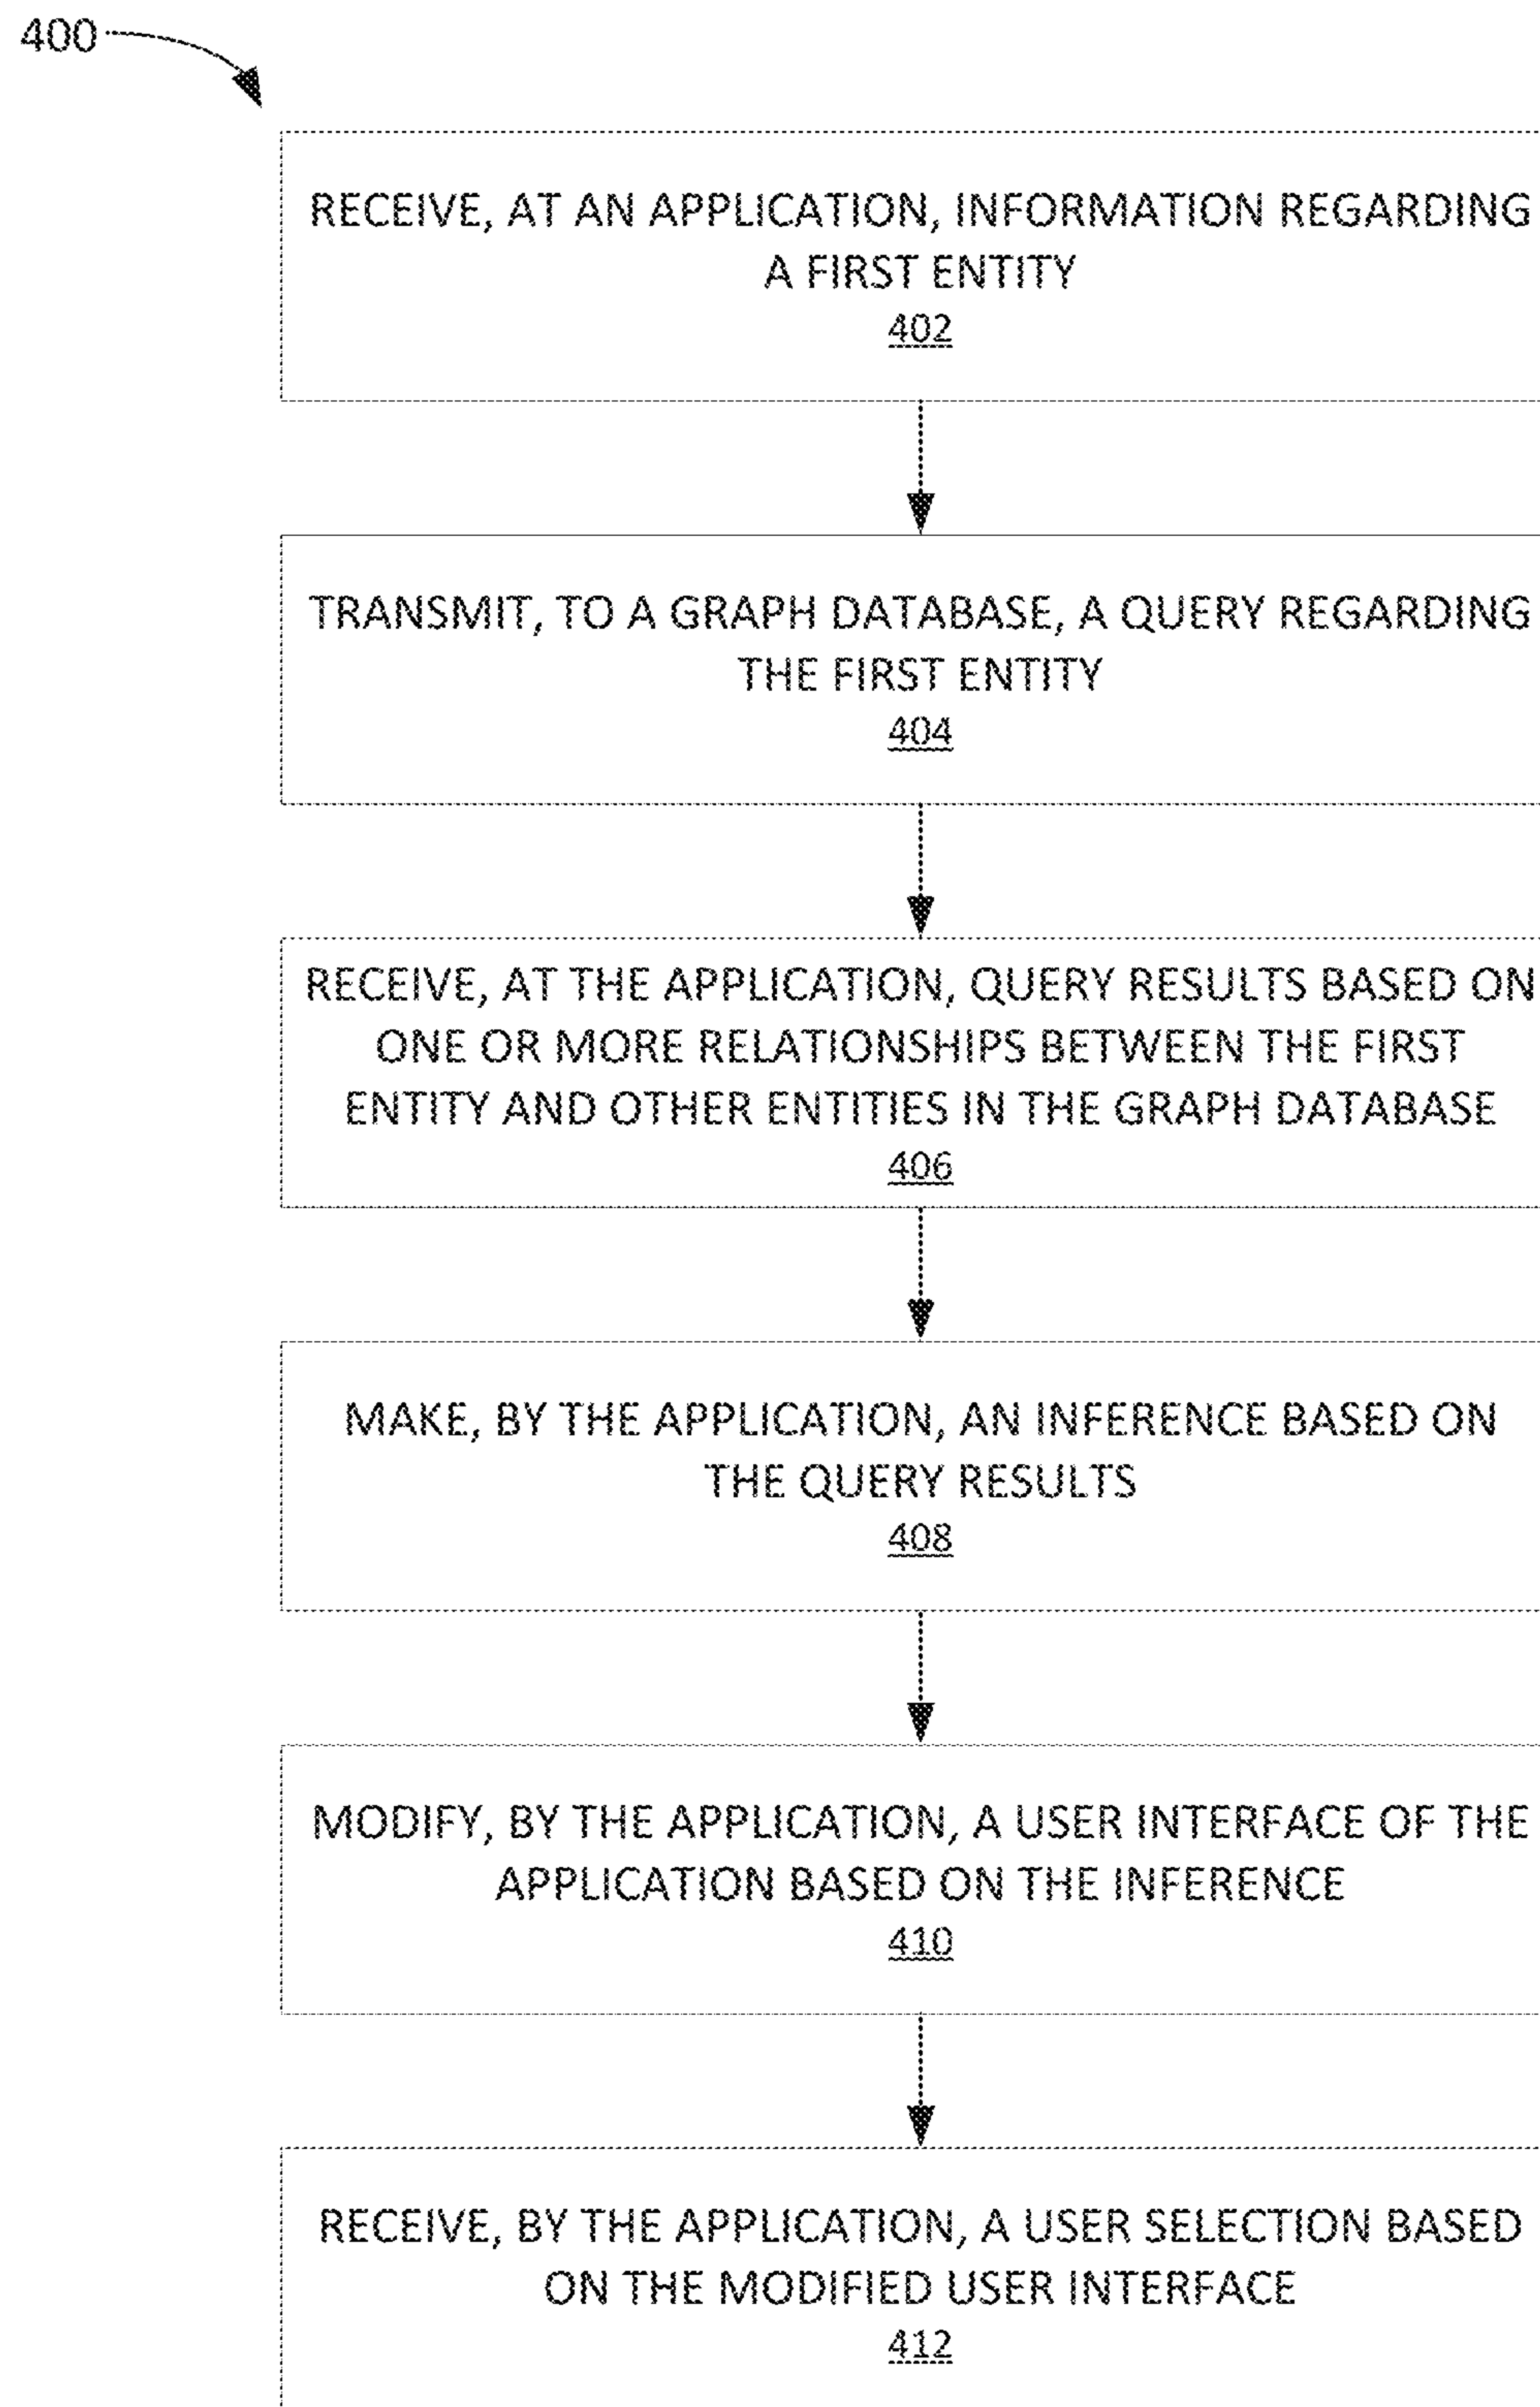 400
RECEIVE, AT AN APPLICATION, INFORMATION REGARDING
A FIRST ENTITY
402
TRANSMIT, TO A GRAPH DATABASE, A QUERY REGARDING
THE FIRST ENTITY
404
RECEIVE, AT THE APPLICATION, QUERY RESULTS BASED ON
ONE OR MORE RELATIONSHIPS BETWEEN THE FIRST
ENTITY AND OTHER ENTITIES IN THE GRAPH DATABASE
406
MAKE, BY THE APPLICATION, AN INFERENCE BASED ON
THE QUERY RESULTS
408
MODIFY, BY THE APPLICATION, A USER INTERFACE OF THE
APPLICATION BASED ON THE INFERENCE
410
RECEIVE, BY THE APPLICATION, A USER SELECTION BASED
ON THE MODIFIED USER INTERFACE
412